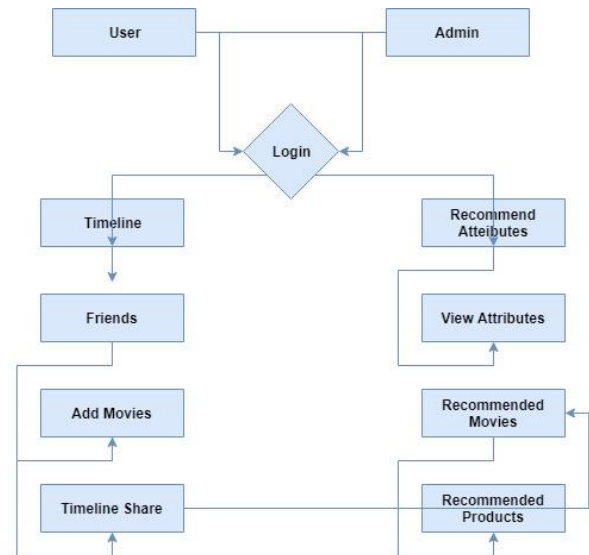 User
Admin
Login
Timeline
Recommend
Atteibutes
Friends
View Attributes
Add Movies
Recommended
Movies
Timeline Share
Recommended
Products